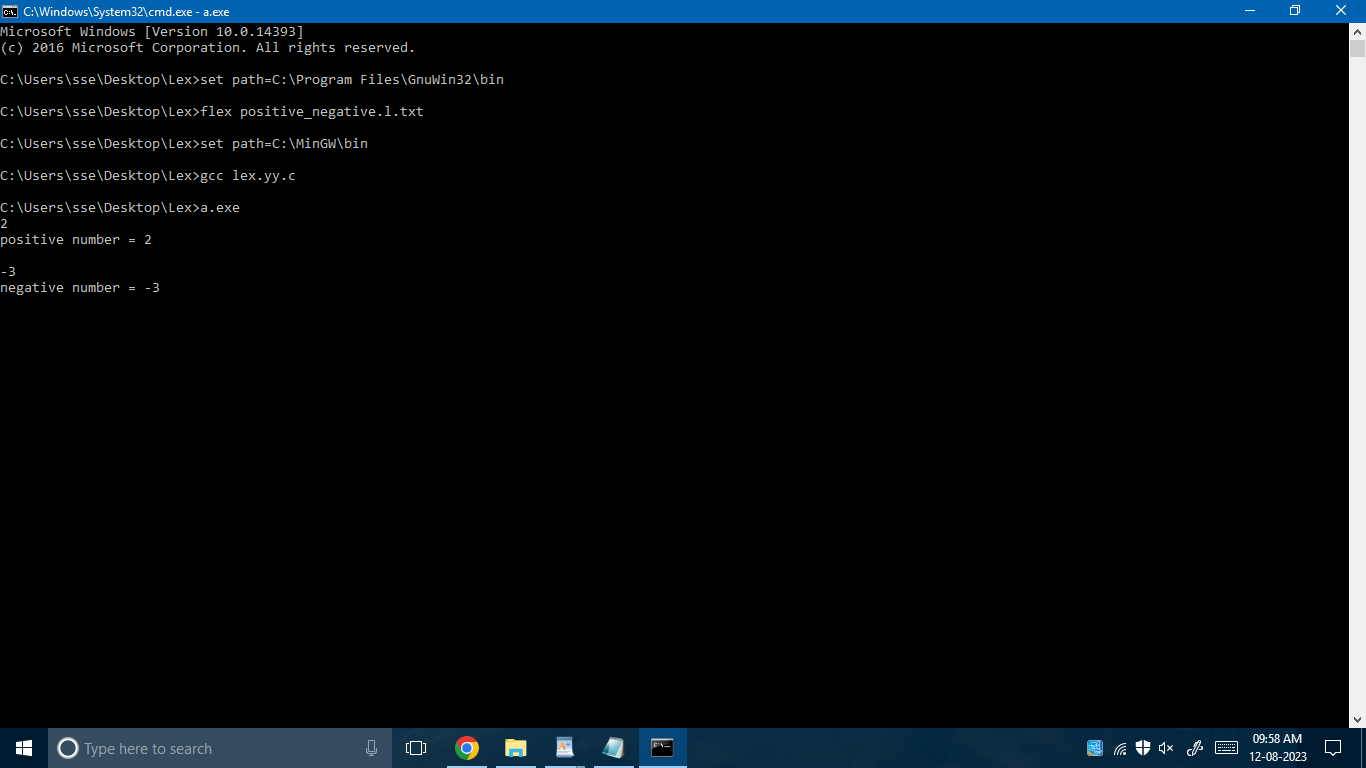 C:\Windows\System32\cmd.exe - a.exe
Microsoft Windows [Version 10.0.14393]
(c) 2016 Microsoft Corporation. All rights reserved.
C:\Users\sse\Desktop\Lex>set path=C:\Program Files\GnuWin32\bin
C:\Users\sse\Desktop\Lex>flex positive_negative.l.txt
C:\Users\sse\Desktop\Lex>set path=C:\MinGW\bin
C:\Users\sse\Desktop\Lex>gcc lex.yy.c
C:\Users\sse\Desktop\Lex>a.exe
2
positive number = 2
-3
negative number = -3
Type here to search
09:58 AM
12-08-2023